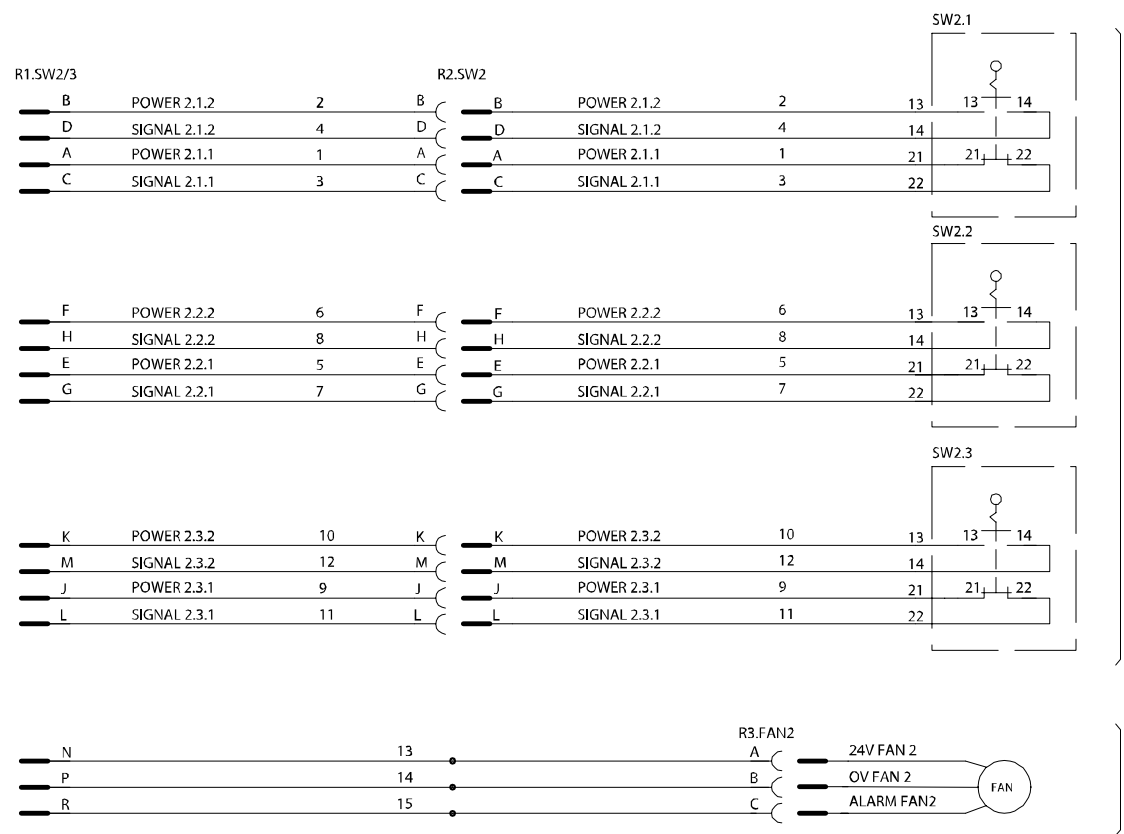 SW2.1
R1.SW2/3 R2.SW2
B POWER 2.1.2 2 B B POWER 2.1.2 2 13 13 14
D SIGNAL 2.1.2 4 D D SIGNAL 2.1.2 4 14
A POWER 2.1.1 1 A A POWER 2.1.1 1 21 21 22
C SIGNAL 2.1.1 3 C C SIGNAL 2.1.1 3 22
SW2.2
F POWER 2.2.2 6 F F POWER 2.2.2 6 13 13 14
H SIGNAL 2.2.2 8 H H SIGNAL 2.2.2 8 14
E POWER 2.2.1 5 E E POWER 2.2.1 5 21 21 22
G SIGNAL 2.2.1 7 G G SIGNAL 2.2.1 7 22
SW2.3
K POWER 2.3.2 10 K K POWER 2.3.2 10 13 13 14
M SIGNAL 2.3.2 12 M M SIGNAL 2.3.2 12 14
J POWER 2.3.1 9 J J POWER 2.3.1 9 21 21 22
L SIGNAL 2.3.1 11 L L SIGNAL 2.3.1 11 22
R3.FAN2
N 13 A 24V FAN 2
P 14 B OV FAN 2 FAN
R 15 C ALARM FAN2